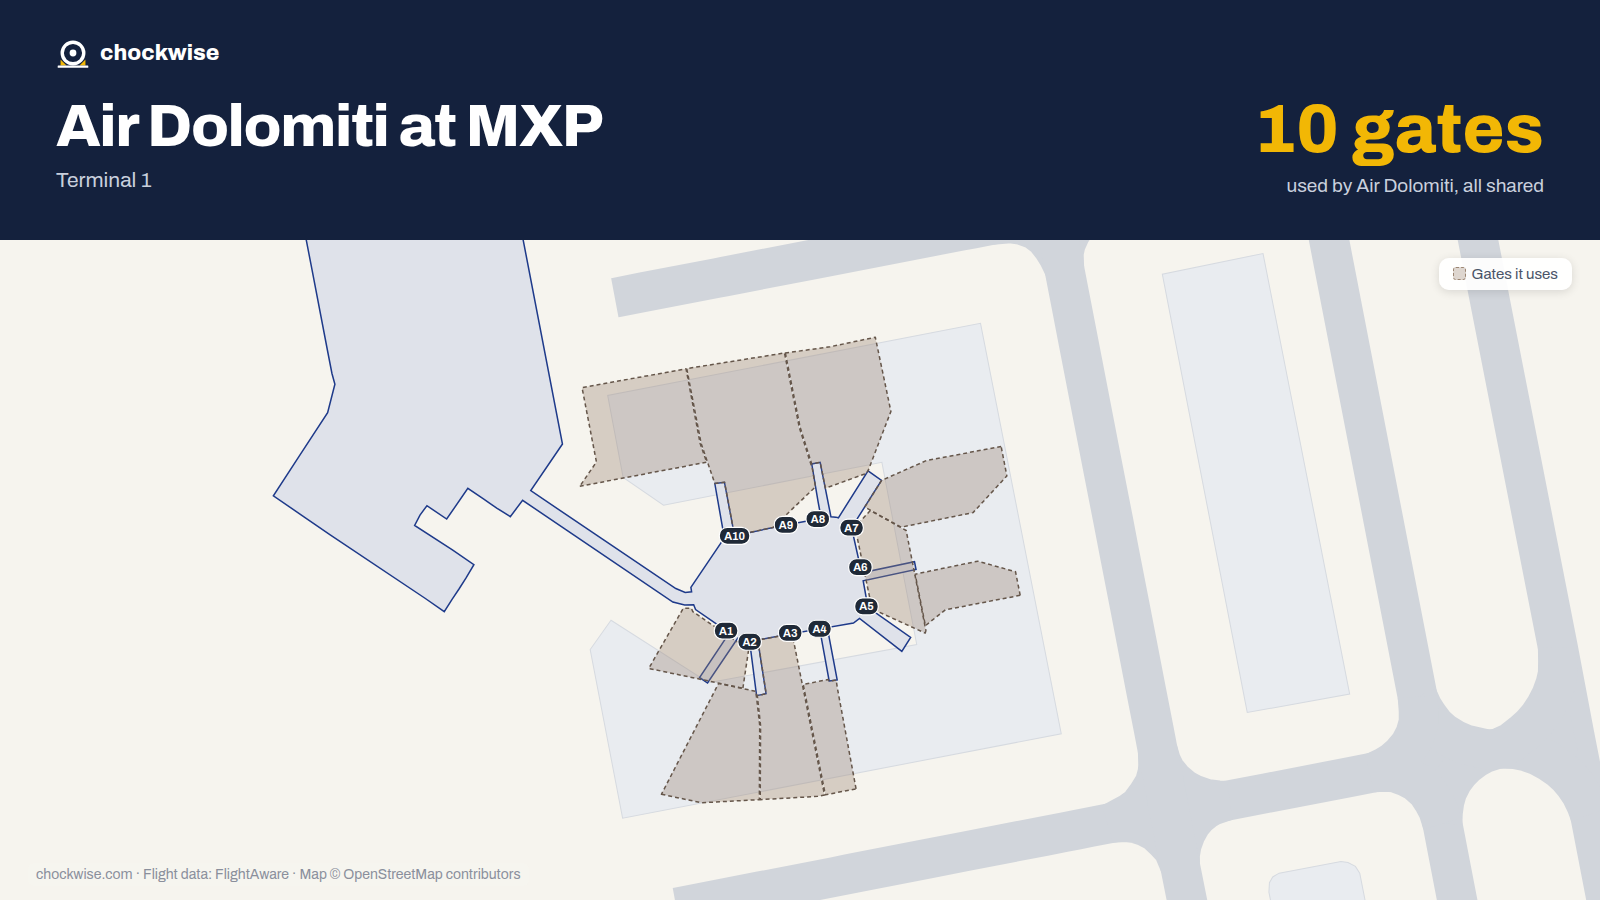 chockwise
Air Dolomiti at MXP
Terminal 1
10 gates
used by Air Dolomiti, all shared
Gates it uses
A10
A9
A8
A7
A6
A5
A1
A2
A3
A4
chockwise.com · Flight data: FlightAware · Map © OpenStreetMap contributors